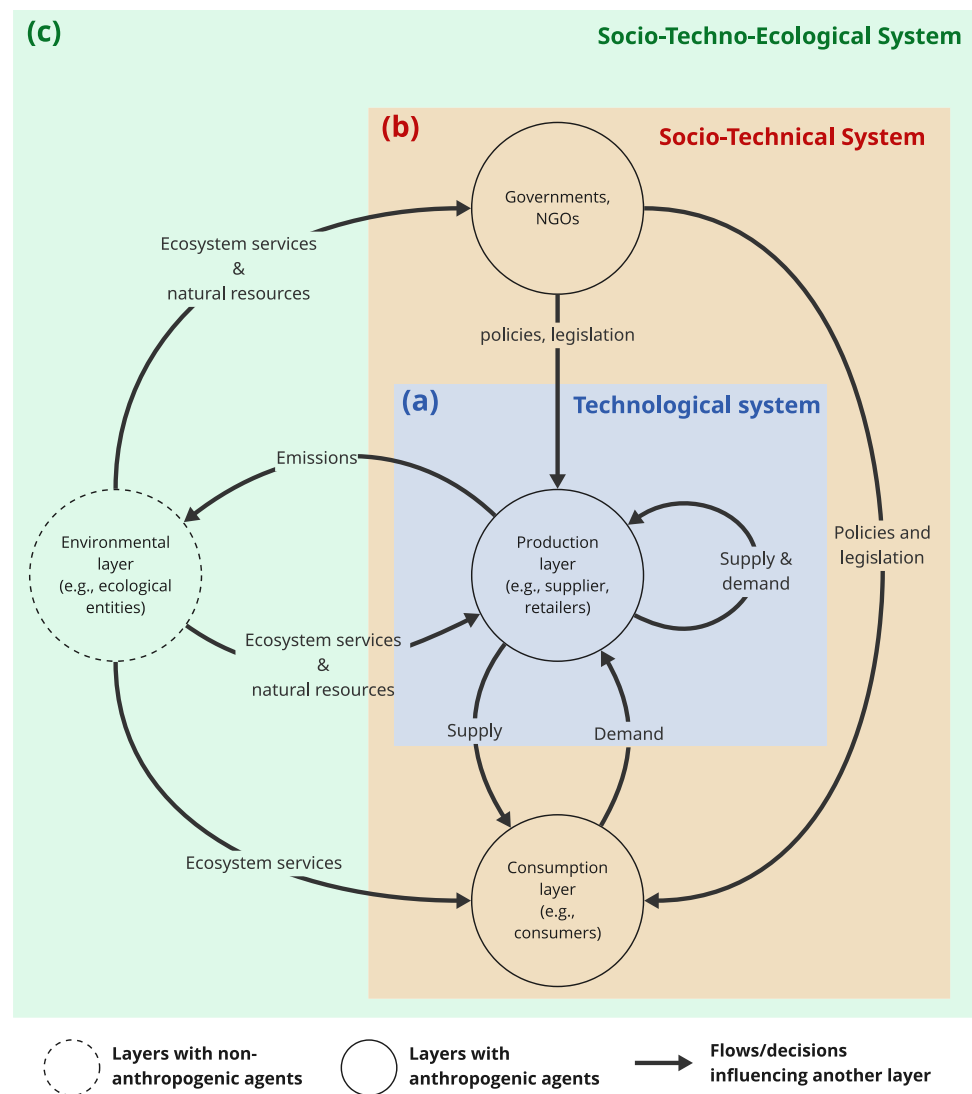 (c)
Socio-Techno-Ecological System
(b)
Socio-Technical System
Governments,
NGOs
Ecosystem services
&
natural resources
policies, legislation
(a)
Technological system
Emissions
Environmental
layer
(e.g., ecological
entities)
Production
layer
(e.g., supplier,
retailers)
Supply &
demand
Policies and
legislation
Ecosystem services
&
natural resources
Supply
Demand
Ecosystem services
Consumption
layer
(e.g.,
consumers)
Layers with non-
anthropogenic agents
Layers with
anthropogenic agents
Flows/decisions
influencing another layer